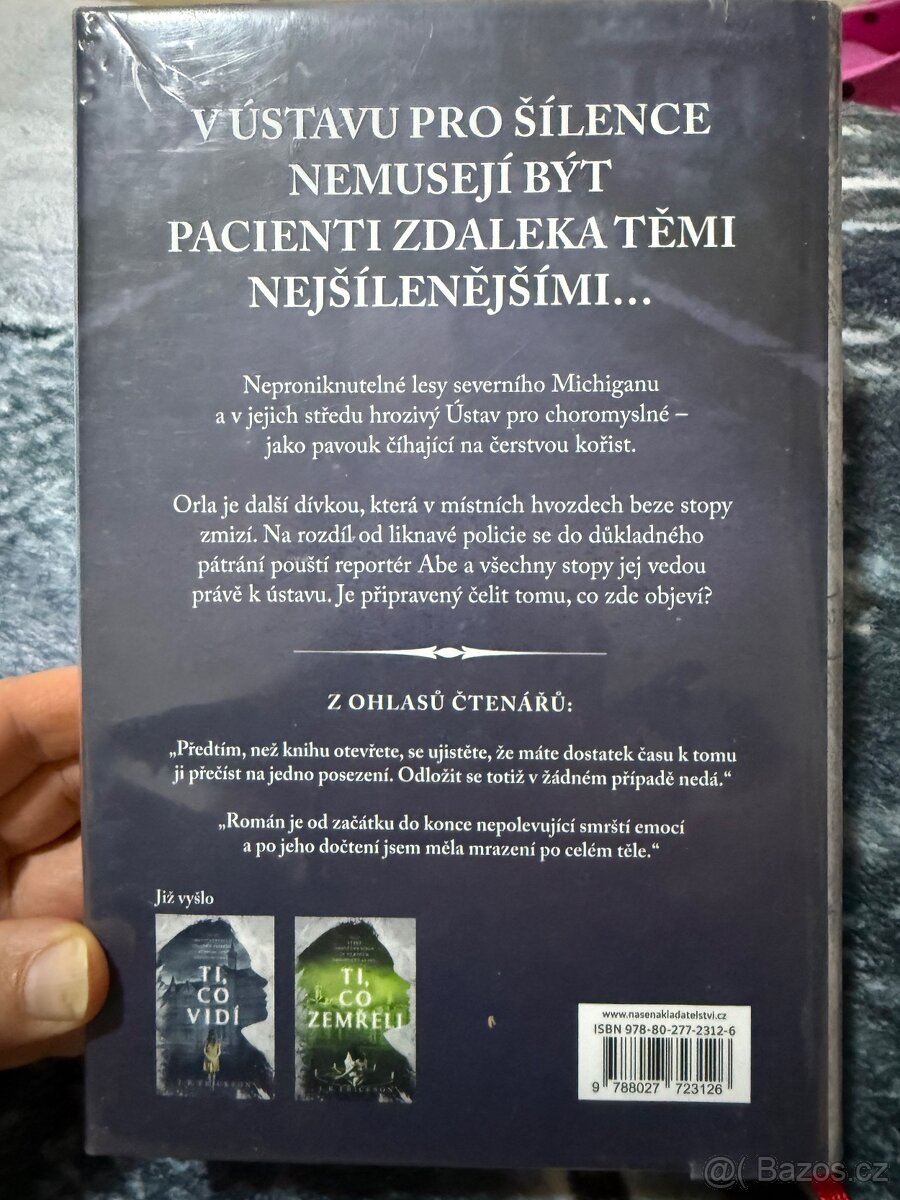 V ÚSTAVU PRO ŠÍLENCE
NEMUSEJÍ BÝT
PACIENTI ZDALEKA TĚMI
NEJŠÍLENĚJŠÍMI...
Neproniknutelné lesy severního Michiganu
a v jejich středu hrozivý Ústav pro choromyslné –
jako pavouk číhající na čerstvou kořist.
Orla je další dívkou, která v místních hvozdech beze stopy
zmizí. Na rozdíl od liknavé policie se do důkladného
pátrání pouští reportér Abe a všechny stopy jej vedou
právě k ústavu. Je připravený čelit tomu, co zde objeví?
Z OHLASŮ ČTENÁŘŮ:
„Předtím, než knihu otevřete, se ujistěte, že máte dostatek času k tomu
ji přečíst na jedno posezení. Odložit se totiž v žádném případě nedá.“
„Román je od začátku do konce nepolevující smrští emocí
a po jeho dočtení jsem měla mrazení po celém těle.“
Již vyšlo
TI,
CO
VIDÍ
J. R. ERICKSON
TI,
CO
ZEMŘELI
J. R. ERICKSON
www.nasenakladatelstvi.cz
ISBN 978-80-277-2312-6
9 788027 723126
@( Bazos.cz